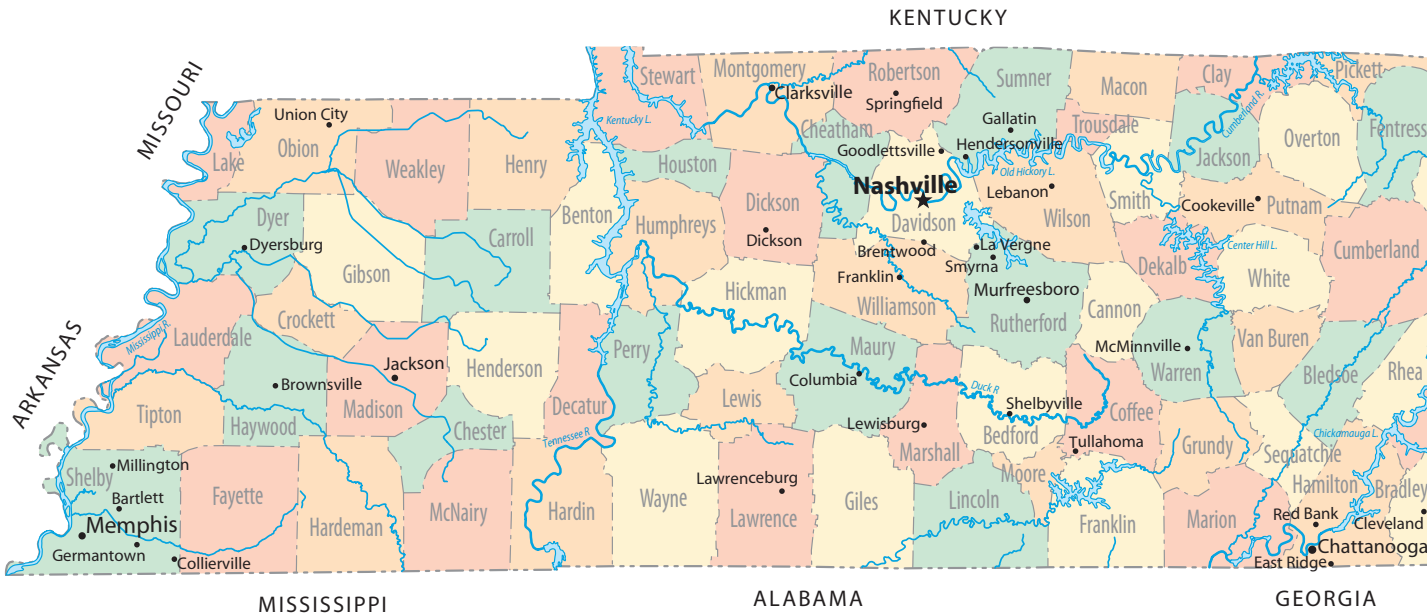 KENTUCKY
MISSOURI
ARKANSAS
MISSISSIPPI
ALABAMA
GEORGIA
Lake
Union City
Obion
Weakley
Henry
Stewart
Kentucky L.
Montgomery
Clarksville
Robertson
Springfield
Sumner
Gallatin
Hendersonville
Goodlettsville
Macon
Trousdale
Clay
Cumberland R.
Pickett
Overton
Fentress
Jackson
Houston
Cheatham
Old Hickory L.
Nashville
Davidson
Lebanon
Wilson
Smith
Cookeville
Putnam
Dyer
Dyersburg
Gibson
Carroll
Benton
Humphreys
Dickson
Dickson
Brentwood
La Vergne
Smyrna
Franklin
Williamson
Murfreesboro
Rutherford
Cannon
Dekalb
Center Hill L.
White
Cumberland
Mississippi R.
Lauderdale
Crockett
Hickman
Brownsville
Haywood
Jackson
Madison
Henderson
Decatur
Perry
Maury
Columbia
Lewis
Duck R
Shelbyville
Bedford
McMinnville
Warren
Van Buren
Bledsoe
Rhea
Tipton
Chester
Tennessee R
Lewisburg
Marshall
Coffee
Tullahoma
Grundy
Chickamauga L.
Sequatchie
Shelby
Millington
Bartlett
Memphis
Germantown
Collierville
Fayette
Hardeman
McNairy
Hardin
Wayne
Lawrenceburg
Lawrence
Giles
Lincoln
Moore
Franklin
Marion
Hamilton
Bradley
Red Bank
Cleveland
Chattanooga
East Ridge